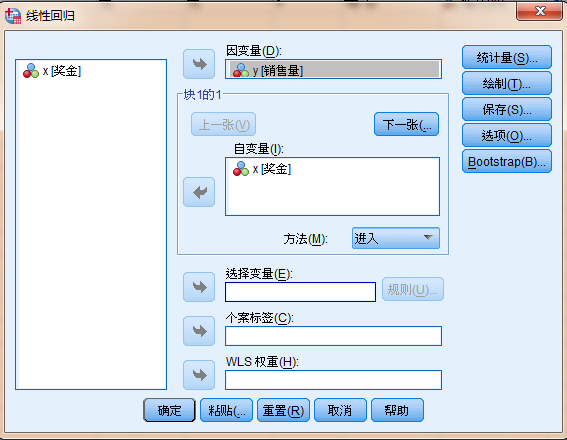 线性回归
x [奖金]
因变量(D):
y [销售量]
块1的1
上一张(V)
下一张(...
自变量(I):
x [奖金]
方法(M):
进入
选择变量(E):
规则(U)...
个案标签(C):
WLS 权重(H):
统计量(S)...
绘制(T)...
保存(S)...
选项(O)...
Bootstrap(B)...
确定
粘贴(...
重置(R)
取消
帮助